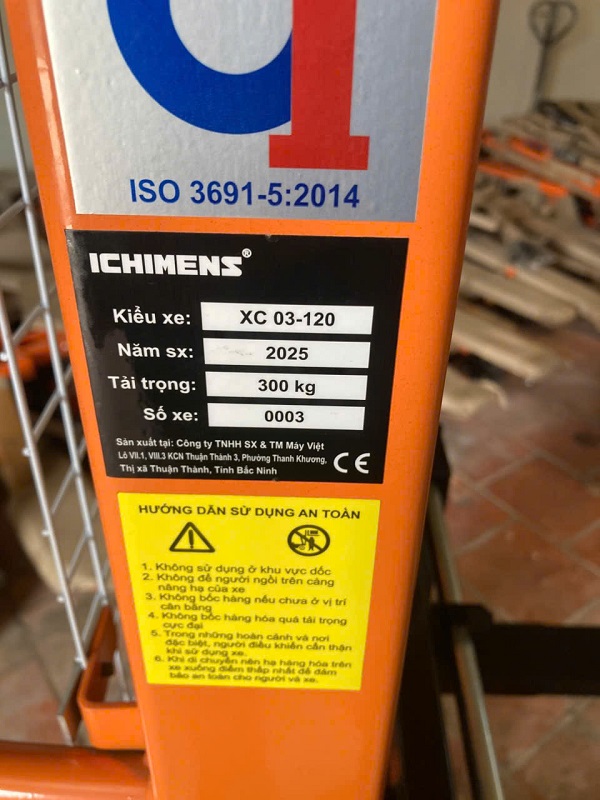 ISO 3691-5:2014
ICHIMENS®
Kiểu xe: XC 03-120
Năm sx: 2025
Tải trọng: 300 kg
Số xe: 0003
Sản xuất tại: Công ty TNHH SX & TM Máy Việt
Lô VII.1, VIII.3 KCN Thuận Thành 3, Phường Thanh Khương,
Thị xã Thuận Thành, Tỉnh Bắc Ninh
CE
HƯỚNG DẪN SỬ DỤNG AN TOÀN
1. Không sử dụng ở khu vực dốc
2. Không để người ngồi trên càng
nâng hạ của xe
3. Không bốc hàng nếu chưa ở vị trí
cân bằng
4. Không bốc hàng hóa quá tải trọng
cực đại
5. Trong những hoàn cảnh và nơi
đặc biệt, người điều khiển cẩn thận
khi sử dụng xe.
6. Khi di chuyển nên hạ hàng hóa trên
xe xuống điểm thấp nhất để đảm
bảo an toàn cho người và xe.